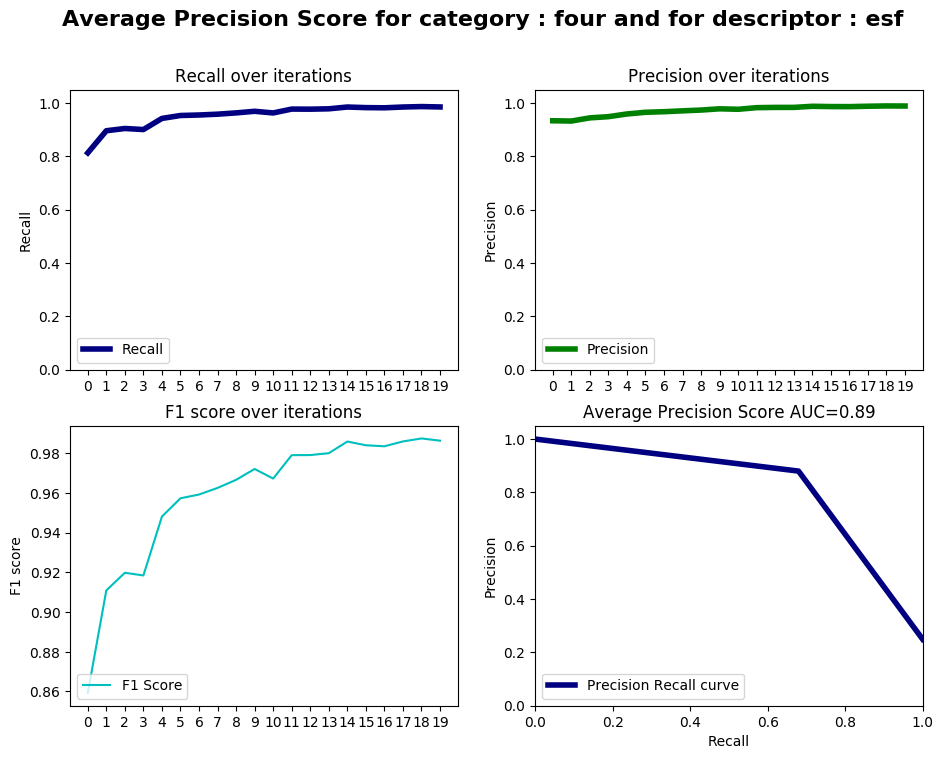 Average Precision Score for category : four and for descriptor : esf
Recall over iterations
Recall
1.0
0.8
0.6
0.4
0.2
0.0
Recall
0 1 2 3 4 5 6 7 8 9 10 11 12 13 14 15 16 17 18 19
Precision over iterations
Precision
1.0
0.8
0.6
0.4
0.2
0.0
Precision
0 1 2 3 4 5 6 7 8 9 10 11 12 13 14 15 16 17 18 19
F1 score over iterations
F1 score
0.98
0.96
0.94
0.92
0.90
0.88
0.86
F1 Score
0 1 2 3 4 5 6 7 8 9 10 11 12 13 14 15 16 17 18 19
Average Precision Score AUC=0.89
Precision
1.0
0.8
0.6
0.4
0.2
0.0
Precision Recall curve
0.0 0.2 0.4 0.6 0.8 1.0
Recall